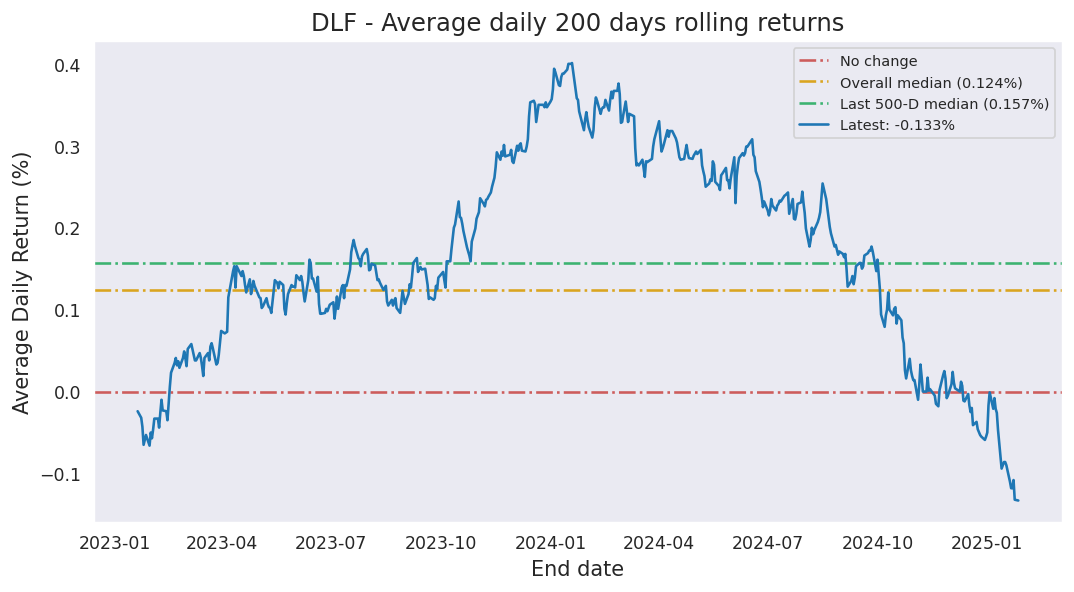 DLF - Average daily 200 days rolling returns
No change
Overall median (0.124%)
Last 500-D median (0.157%)
Latest: -0.133%
Average Daily Return (%)
0.4
0.3
0.2
0.1
0.0
−0.1
2023-01 2023-04 2023-07 2023-10 2024-01 2024-04 2024-07 2024-10 2025-01
End date